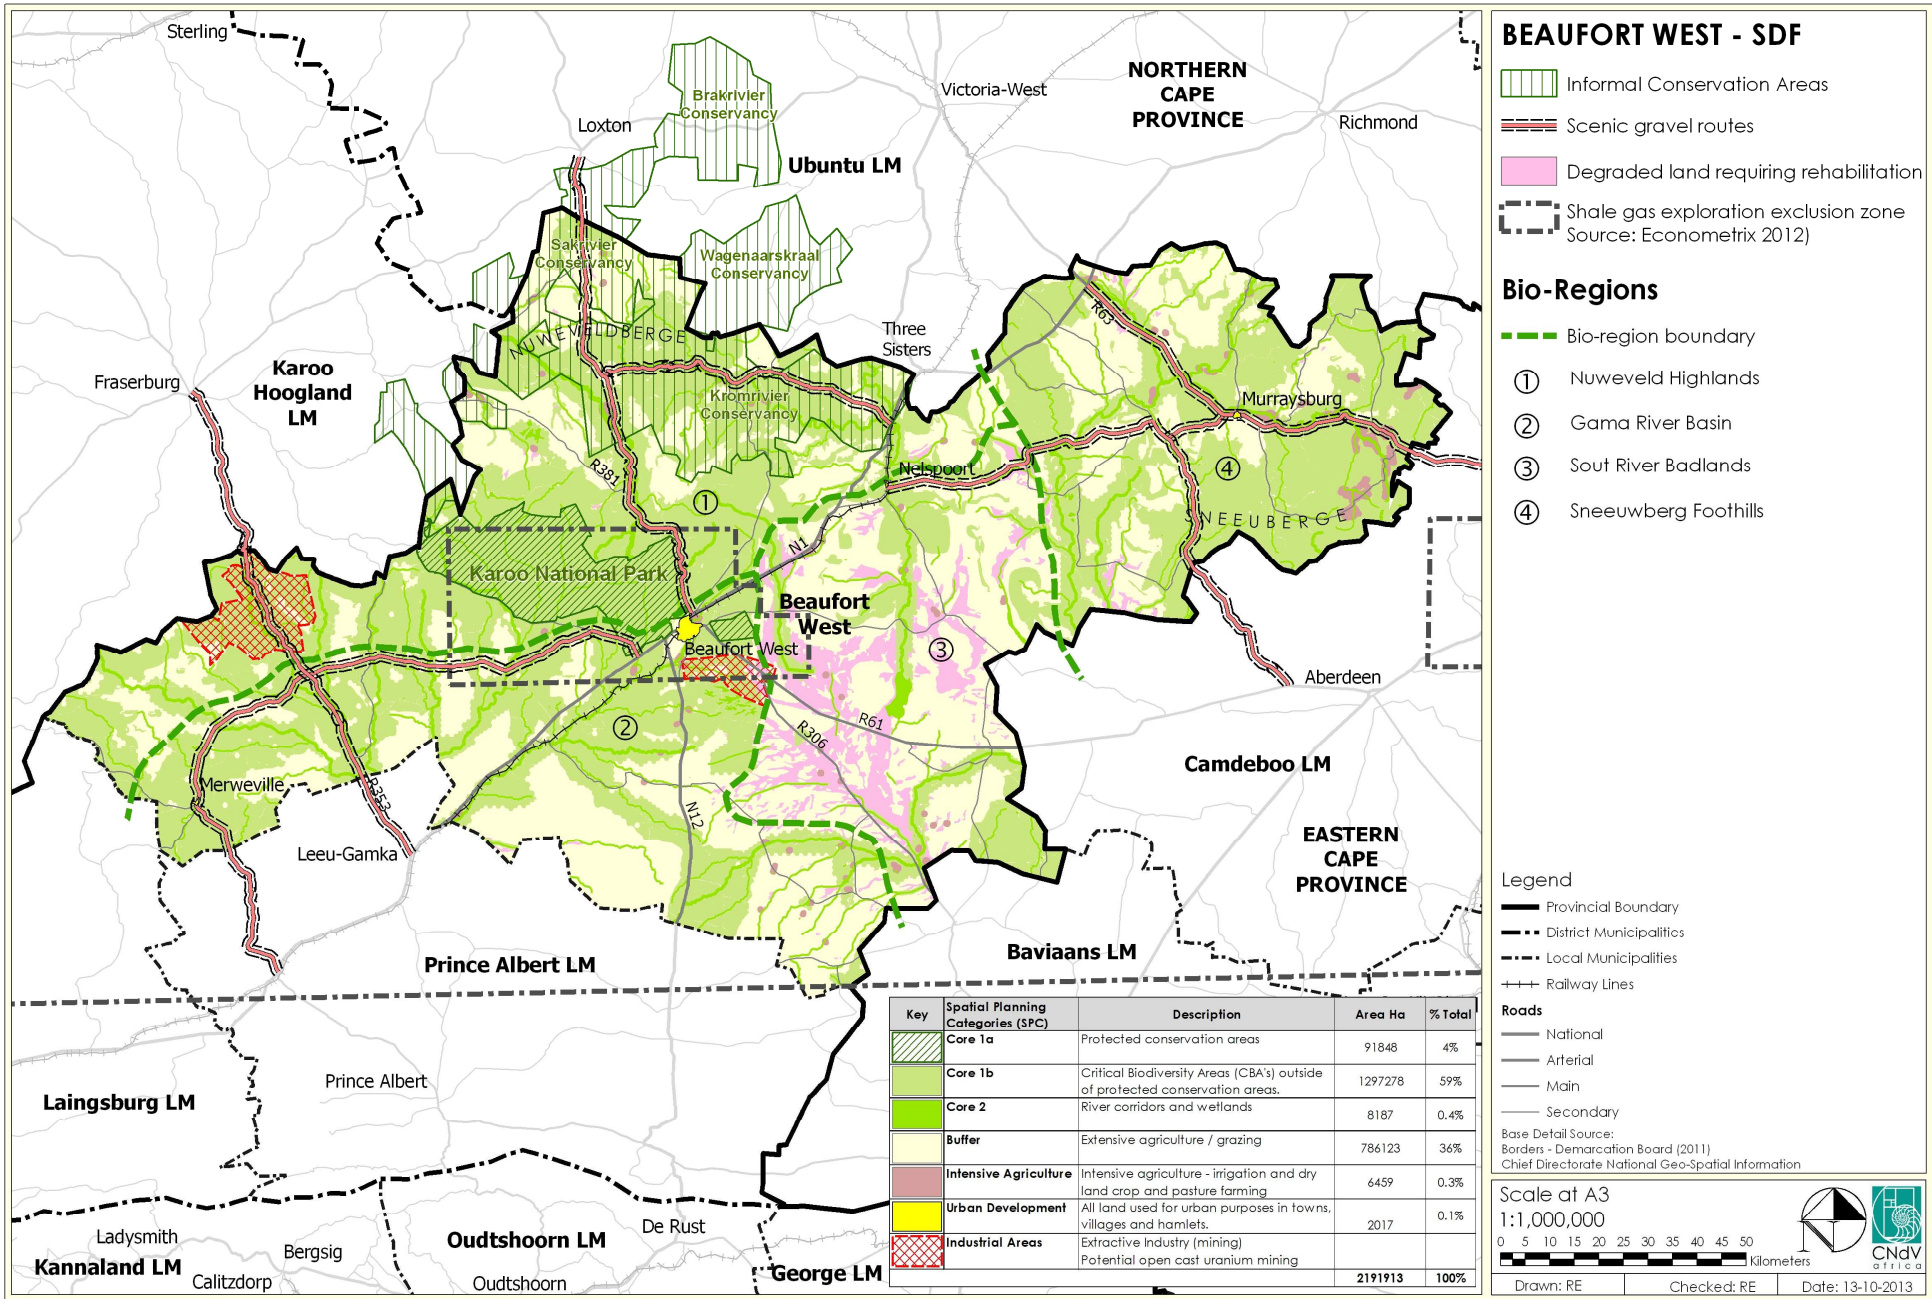 Sterling
Loxton
Brakrivier
Conservancy
Victoria-West
NORTHERN
CAPE
PROVINCE
Richmond
Ubuntu LM
Sakrivier
Conservancy
Wagenaarskraal
Conservancy
NUWEVELDBERGE
Three
Sisters
R63
Karoo
Hoogland
LM
Fraserburg
Kromrivier
Conservancy
Murraysburg
R381
Nelspoort
1
4
SNEEUBERGE
N1
Karoo National Park
Beaufort
West
Beaufort West
3
Aberdeen
2
R61
R306
Merweville
R353
N12
Camdeboo LM
Leeu-Gamka
EASTERN
CAPE
PROVINCE
Prince Albert LM
Baviaans LM
Prince Albert
Laingsburg LM
Ladysmith
Kannaland LM
Bergsig
Calitzdorp
Oudtshoorn LM
De Rust
Oudtshoorn
George LM
Key Spatial Planning Categories (SPC) Description Area Ha % Total
Core 1a Protected conservation areas 91848 4%
Core 1b Critical Biodiversity Areas (CBA's) outside
of protected conservation areas. 1297278 59%
Core 2 River corridors and wetlands 8187 0.4%
Buffer Extensive agriculture / grazing 786123 36%
Intensive Agriculture Intensive agriculture - irrigation and dry
land crop and pasture farming 6459 0.3%
Urban Development All land used for urban purposes in towns,
villages and hamlets. 2017 0.1%
Industrial Areas Extractive Industry (mining)
Potential open cast uranium mining
2191913 100%
BEAUFORT WEST - SDF
Informal Conservation Areas
Scenic gravel routes
Degraded land requiring rehabilitation
Shale gas exploration exclusion zone
Source: Econometrix 2012)
Bio-Regions
Bio-region boundary
1 Nuweveld Highlands
2 Gama River Basin
3 Sout River Badlands
4 Sneeuwberg Foothills
Legend
Provincial Boundary
District Municipalitics
Local Municipalities
Railway Lines
Roads
National
Arterial
Main
Secondary
Base Detail Source:
Borders - Demarcation Board (2011)
Chief Directorate National Geo-Spatial Information
Scale at A3
1:1,000,000
0 5 10 15 20 25 30 35 40 45 50
Kilometers
CNdV
africa
Drawn: RE Checked: RE Date: 13-10-2013